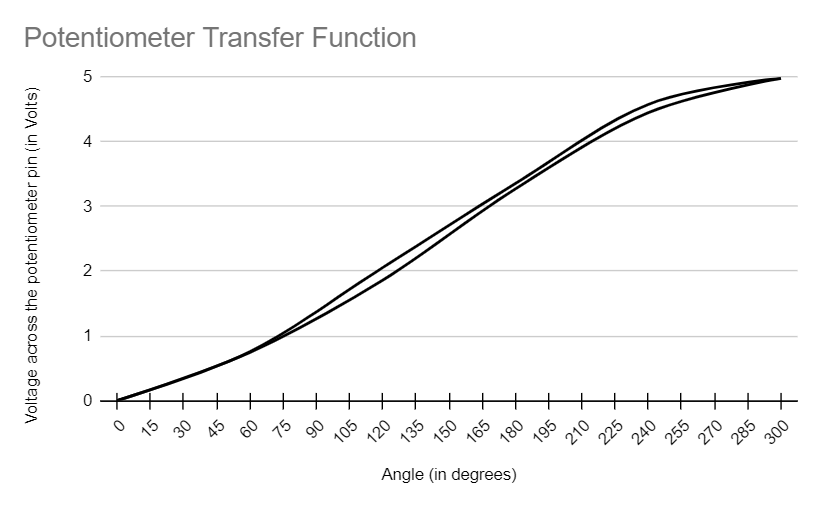 Potentiometer Transfer Function
Voltage across the potentiometer pin (in Volts)
5
4
3
2
1
0
0 15 30 45 60 75 90 105 120 135 150 165 180 195 210 225 240 255 270 285 300
Angle (in degrees)